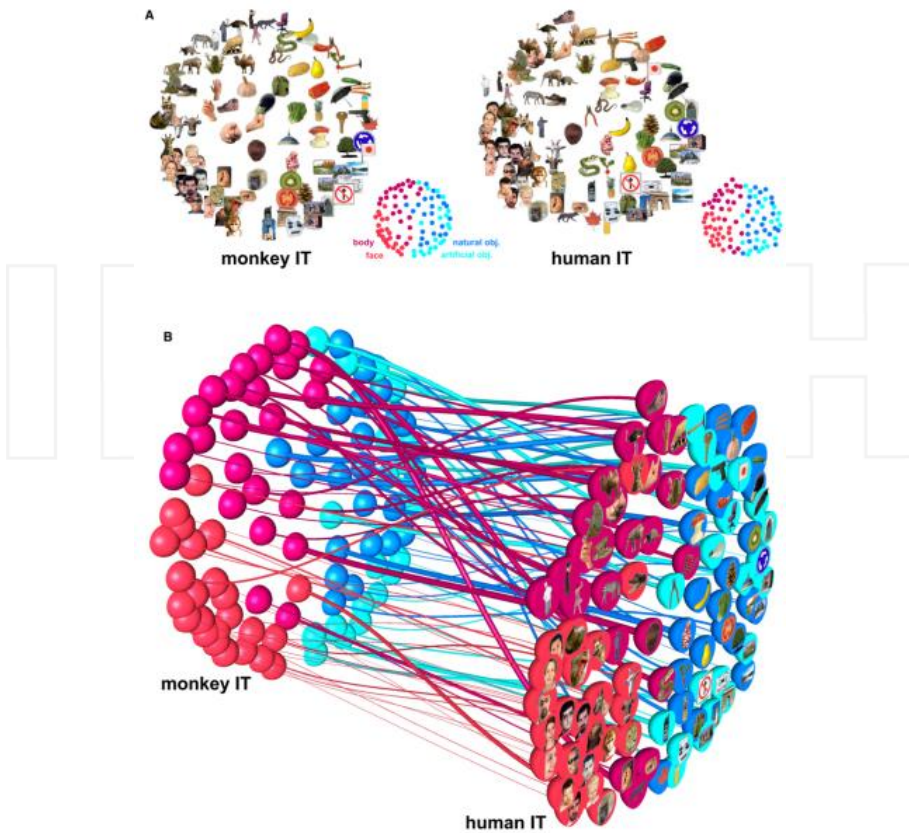 A
body
face
natural obj.
artificial obj.
monkey IT
human IT
B
monkey IT
human IT